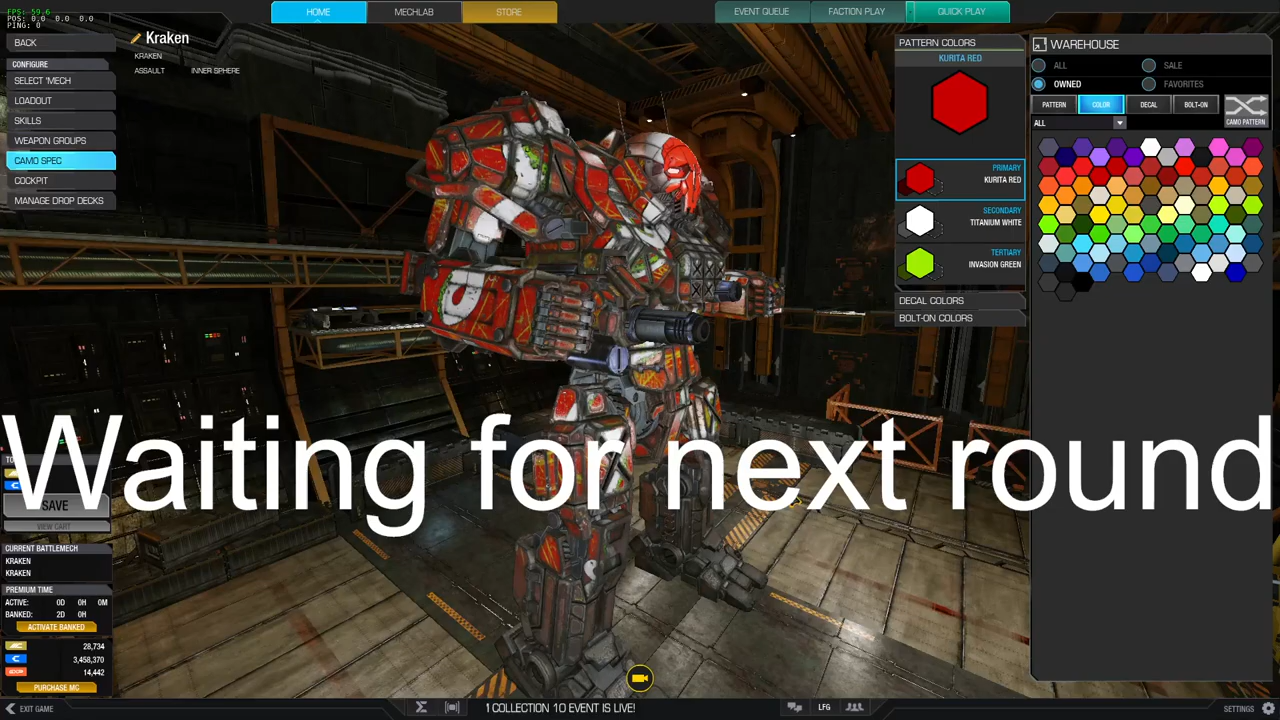 FPS: 59.6
POS: 0.0 0.0 0.0
PING: 0
HOME
MECHLAB
STORE
EVENT QUEUE
FACTION PLAY
QUICK PLAY
BACK
CONFIGURE
SELECT 'MECH
LOADOUT
SKILLS
WEAPON GROUPS
CAMO SPEC
COCKPIT
MANAGE DROP DECKS
Kraken
KRAKEN
ASSAULT INNER SPHERE
PATTERN COLORS
KURITA RED
PRIMARY
KURITA RED
SECONDARY
TITANIUM WHITE
TERTIARY
INVASION GREEN
DECAL COLORS
BOLT-ON COLORS
WAREHOUSE
ALL
SALE
OWNED
FAVORITES
PATTERN
COLOR
DECAL
BOLT-ON
CAMO PATTERN
ALL
Waiting for next round
SAVE
VIEW CART
CURRENT BATTLEMECH
KRAKEN
KRAKEN
PREMIUM TIME
ACTIVE: 0D 0H 0M
BANKED: 2D 0H
ACTIVATE BANKED
28,734
C 3,458,370
EXP 14,442
PURCHASE MC
EXIT GAME
1 COLLECTION 10 EVENT IS LIVE!
LFG
SETTINGS